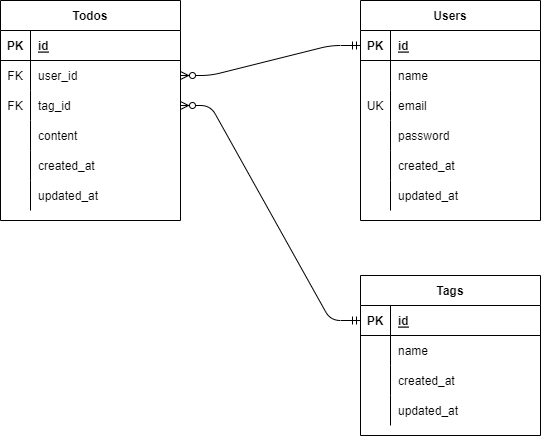 Todos
PK id
FK user_id
FK tag_id
content
created_at
updated_at
Users
PK id
name
UK email
password
created_at
updated_at
Tags
PK id
name
created_at
updated_at